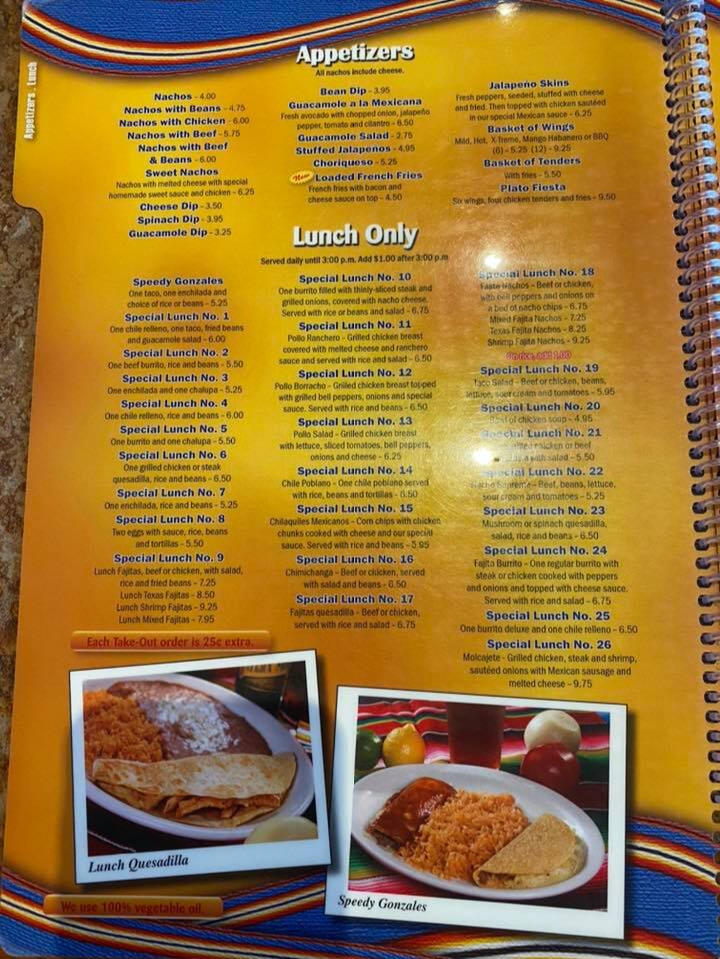 Appetizers . Lunch
Appetizers
All nachos include cheese.
Nachos - 4.00
Nachos with Beans - 4.75
Nachos with Chicken - 6.00
Nachos with Beef - 5.75
Nachos with Beef
& Beans - 6.00
Sweet Nachos
Nachos with melted cheese with special
homemade sweet sauce and chicken - 6.25
Cheese Dip - 3.50
Spinach Dip - 3.95
Guacamole Dip - 3.25
Bean Dip - 3.95
Guacamole a la Mexicana
Fresh avocado with chopped onion, jalapeño
pepper, tomato and cilantro - 6.50
Guacamole Salad - 2.75
Stuffed Jalapeños - 4.95
Choriqueso - 5.25
New Loaded French Fries
French fries with bacon and
cheese sauce on top - 4.50
Jalapeño Skins
Fresh peppers, seeded, stuffed with cheese
and fried. Then topped with chicken sautéed
in our special Mexican sauce - 6.25
Basket of Wings
Mild, Hot, X-Treme, Mango Habanero or BBQ
(6) - 5.25 (12) - 9.25
Basket of Tenders
With fries - 5.50
Plato Fiesta
Six wings, four chicken tenders and fries - 9.50
Lunch Only
Served daily until 3:00 p.m. Add $1.00 after 3:00 p.m
Speedy Gonzales
One taco, one enchilada and
choice of rice or beans - 5.25
Special Lunch No. 1
One chile relleno, one taco, fried beans
and guacamole salad - 6.00
Special Lunch No. 2
One beef burrito, rice and beans - 5.50
Special Lunch No. 3
One enchilada and one chalupa - 5.25
Special Lunch No. 4
One chile relleno, rice and beans - 6.00
Special Lunch No. 5
One burrito and one chalupa - 5.50
Special Lunch No. 6
One grilled chicken or steak
quesadilla, rice and beans - 6.50
Special Lunch No. 7
One enchilada, rice and beans - 5.25
Special Lunch No. 8
Two eggs with sauce, rice, beans
and tortillas - 5.50
Special Lunch No. 9
Lunch Fajitas, beef or chicken, with salad,
rice and fried beans - 7.25
Lunch Texas Fajitas - 8.50
Lunch Shrimp Fajitas - 9.25
Lunch Mixed Fajitas - 7.95
Special Lunch No. 10
One burrito filled with thinly-sliced steak and
grilled onions, covered with nacho cheese.
Served with rice or beans and salad - 6.75
Special Lunch No. 11
Pollo Ranchero - Grilled chicken breast
covered with melted cheese and ranchero
sauce and served with rice and salad - 6.50
Special Lunch No. 12
Pollo Borracho - Grilled chicken breast topped
with grilled bell peppers, onions and special
sauce. Served with rice and beans - 6.50
Special Lunch No. 13
Pollo Salad - Grilled chicken breast
with lettuce, sliced tomatoes, bell peppers,
onions and cheese - 6.25
Special Lunch No. 14
Chile Poblano - One chile poblano served
with rice, beans and tortillas - 6.50
Special Lunch No. 15
Chilaquiles Mexicanos - Corn chips with chicken
chunks cooked with cheese and our special
sauce. Served with rice and beans - 5.95
Special Lunch No. 16
Chimichanga - Beef or chicken, served
with salad and beans - 6.50
Special Lunch No. 17
Fajitas quesadilla - Beef or chicken,
served with rice and salad - 6.75
Special Lunch No. 18
Nachos - Beef or chicken,
with bell peppers and onions on
a bed of nacho chips - 6.75
Mixed Fajita Nachos - 7.25
Texas Fajita Nachos - 8.25
Shrimp Fajita Nachos - 9.25
On rice, add 1.00
Special Lunch No. 19
Taco Salad - Beef or chicken, beans,
lettuce, sour cream and tomatoes - 5.95
Special Lunch No. 20
of chicken soup - 4.95
Special Lunch No. 21
chicken or beef
with salad - 5.50
Special Lunch No. 22
Nacho Supreme - Beef, beans, lettuce,
sour cream and tomatoes - 5.25
Special Lunch No. 23
Mushroom or spinach quesadilla,
salad, rice and beans - 6.50
Special Lunch No. 24
Fajita Burrito - One regular burrito with
steak or chicken cooked with peppers
and onions and topped with cheese sauce.
Served with rice and salad - 6.75
Special Lunch No. 25
One burrito deluxe and one chile relleno - 6.50
Special Lunch No. 26
Molcajete - Grilled chicken, steak and shrimp,
sautéed onions with Mexican sausage and
melted cheese - 9.75
Each Take-Out order is 25¢ extra.
Lunch Quesadilla
Speedy Gonzales
We use 100% vegetable oil.